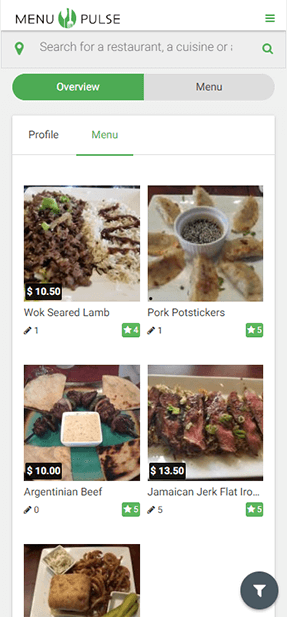 MENU PULSE
Search for a restaurant, a cuisine or a
Overview Menu
Profile Menu
$ 10.50
Wok Seared Lamb Pork Potstickers
1 4 1 5
$ 10.00 $ 13.50
Argentinian Beef Jamaican Jerk Flat Iro...
0 5 5 5